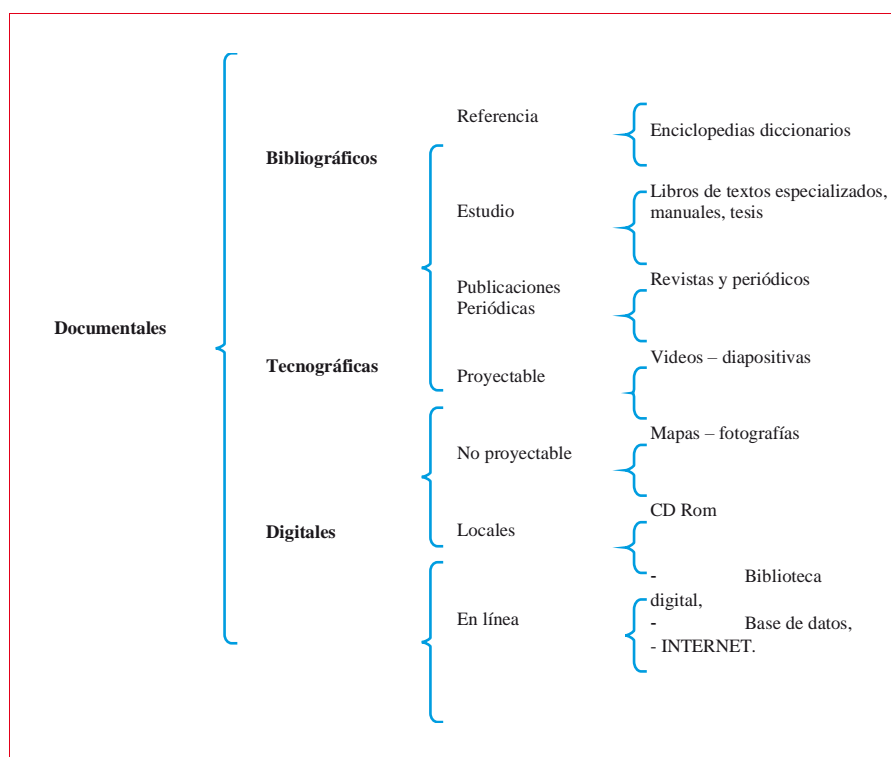 Referencia
Enciclopedias diccionarios
Bibliográficos
Libros de textos especializados,
manuales, tesis
Estudio
Publicaciones
Periódicas
Revistas y periódicos
Documentales
Tecnográficas
Videos – diapositivas
Proyectable
Mapas – fotografías
No proyectable
CD Rom
Digitales
Locales
- Biblioteca
digital,
En línea
- Base de datos,
- INTERNET.